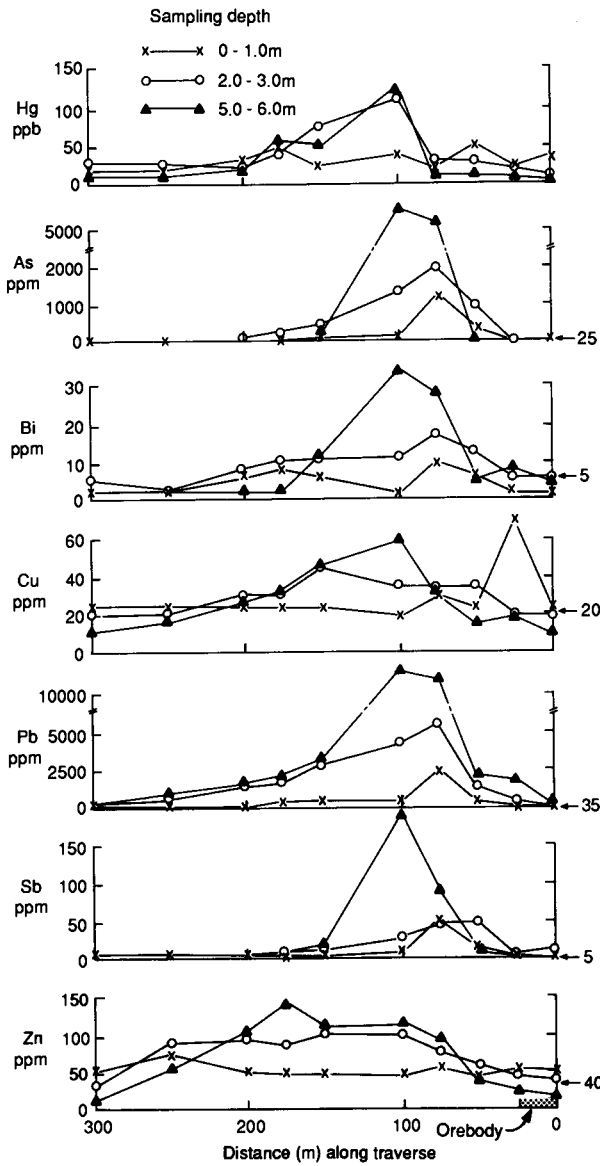 Sampling depth
0 - 1.0m
2.0 - 3.0m
5.0 - 6.0m
150
100
50
0
Hg
ppb
5000
2000
1000
0
As
ppm
25
30
20
10
0
Bi
ppm
5
60
40
20
0
Cu
ppm
20
10000
5000
2500
0
Pb
ppm
35
150
100
50
0
Sb
ppm
5
150
100
50
0
Zn
ppm
40
300 200 100 0
Orebody
Distance (m) along traverse